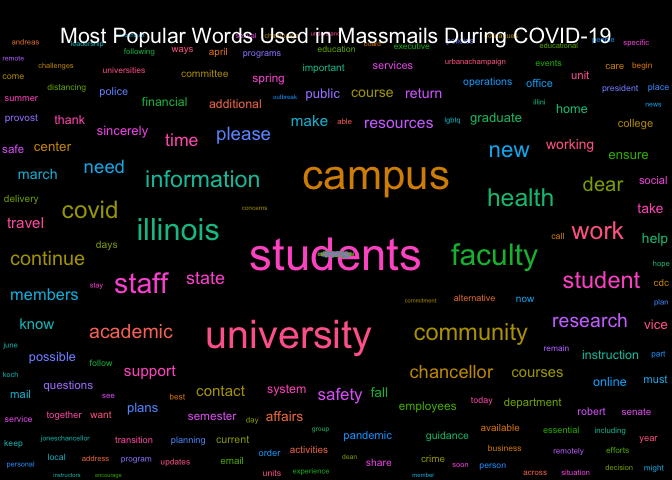 Most Popular Words Used in Massmails During COVID-19
andreas leadership following ways april programs education board executive educational specific
remote challenges universities committee spring important services urbanachampaign events care begin
come distancing police financial additional public course return operations office unit president place
summer outbreak illini home news
provost thank sincerely time please make able resources lgbtq graduate college
safe center new working ensure
march need information campus dear social
delivery covid illinois concerns health take
travel days students faculty call work help
continue stay staff state student hope
members commitment alternative now cdc
know academic university community research vice plan
june possible follow support chancellor courses remain instruction part
koch questions see best contact system safety fall today department online must
mail plans semester affairs employees robert senate
service together want day group available essential including year
keep joneschancellor transition planning current pandemic guidance business efforts
local address program updates email order activities dean share crime soon person remotely decision might
personal instructors encourage units experience member across situation